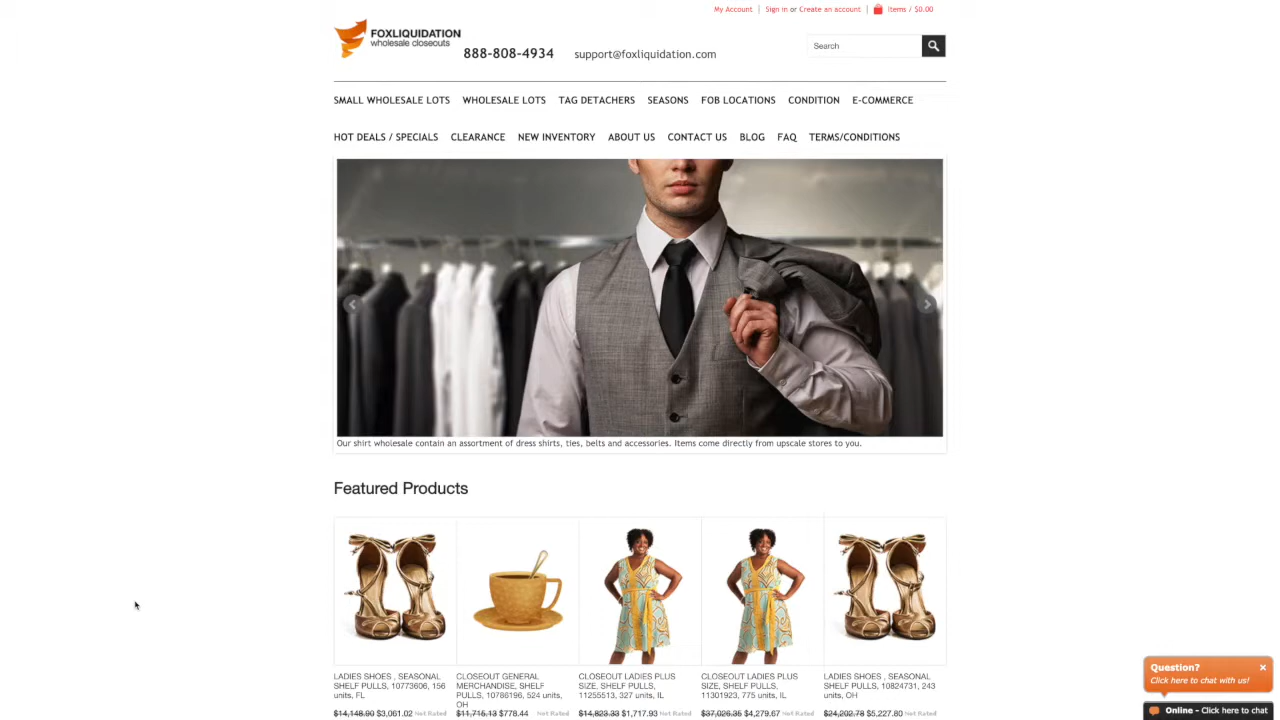 My Account | Sign in or Create an account Items / $0.00
FOXLIQUIDATION
wholesale closecuts
888-808-4934 support@foxliquidation.com
Search
SMALL WHOLESALE LOTS WHOLESALE LOTS TAG DETACHERS SEASONS FOB LOCATIONS CONDITION E-COMMERCE
HOT DEALS / SPECIALS CLEARANCE NEW INVENTORY ABOUT US CONTACT US BLOG FAQ TERMS/CONDITIONS
Our shirt wholesale contain an assortment of dress shirts, ties, belts and accessories. Items come directly from upscale stores to you.
Featured Products
LADIES SHOES , SEASONAL
SHELF PULLS, 10773606, 156
units, FL
$14,148.90 $3,061.02 Not Rated
CLOSEOUT GENERAL
MERCHANDISE, SHELF
PULLS, 10786196, 524 units,
OH
$11,715.13 $778.44 Not Rated
CLOSEOUT LADIES PLUS
SIZE, SHELF PULLS,
11255513, 327 units, IL
$14,823.33 $1,717.93 Not Rated
CLOSEOUT LADIES PLUS
SIZE, SHELF PULLS,
11301923, 775 units, IL
$37,026.35 $4,279.67 Not Rated
LADIES SHOES , SEASONAL
SHELF PULLS, 10824731, 243
units, OH
$24,202.78 $5,227.80 Not Rated
Question?
Click here to chat with us!
Online - Click here to chat